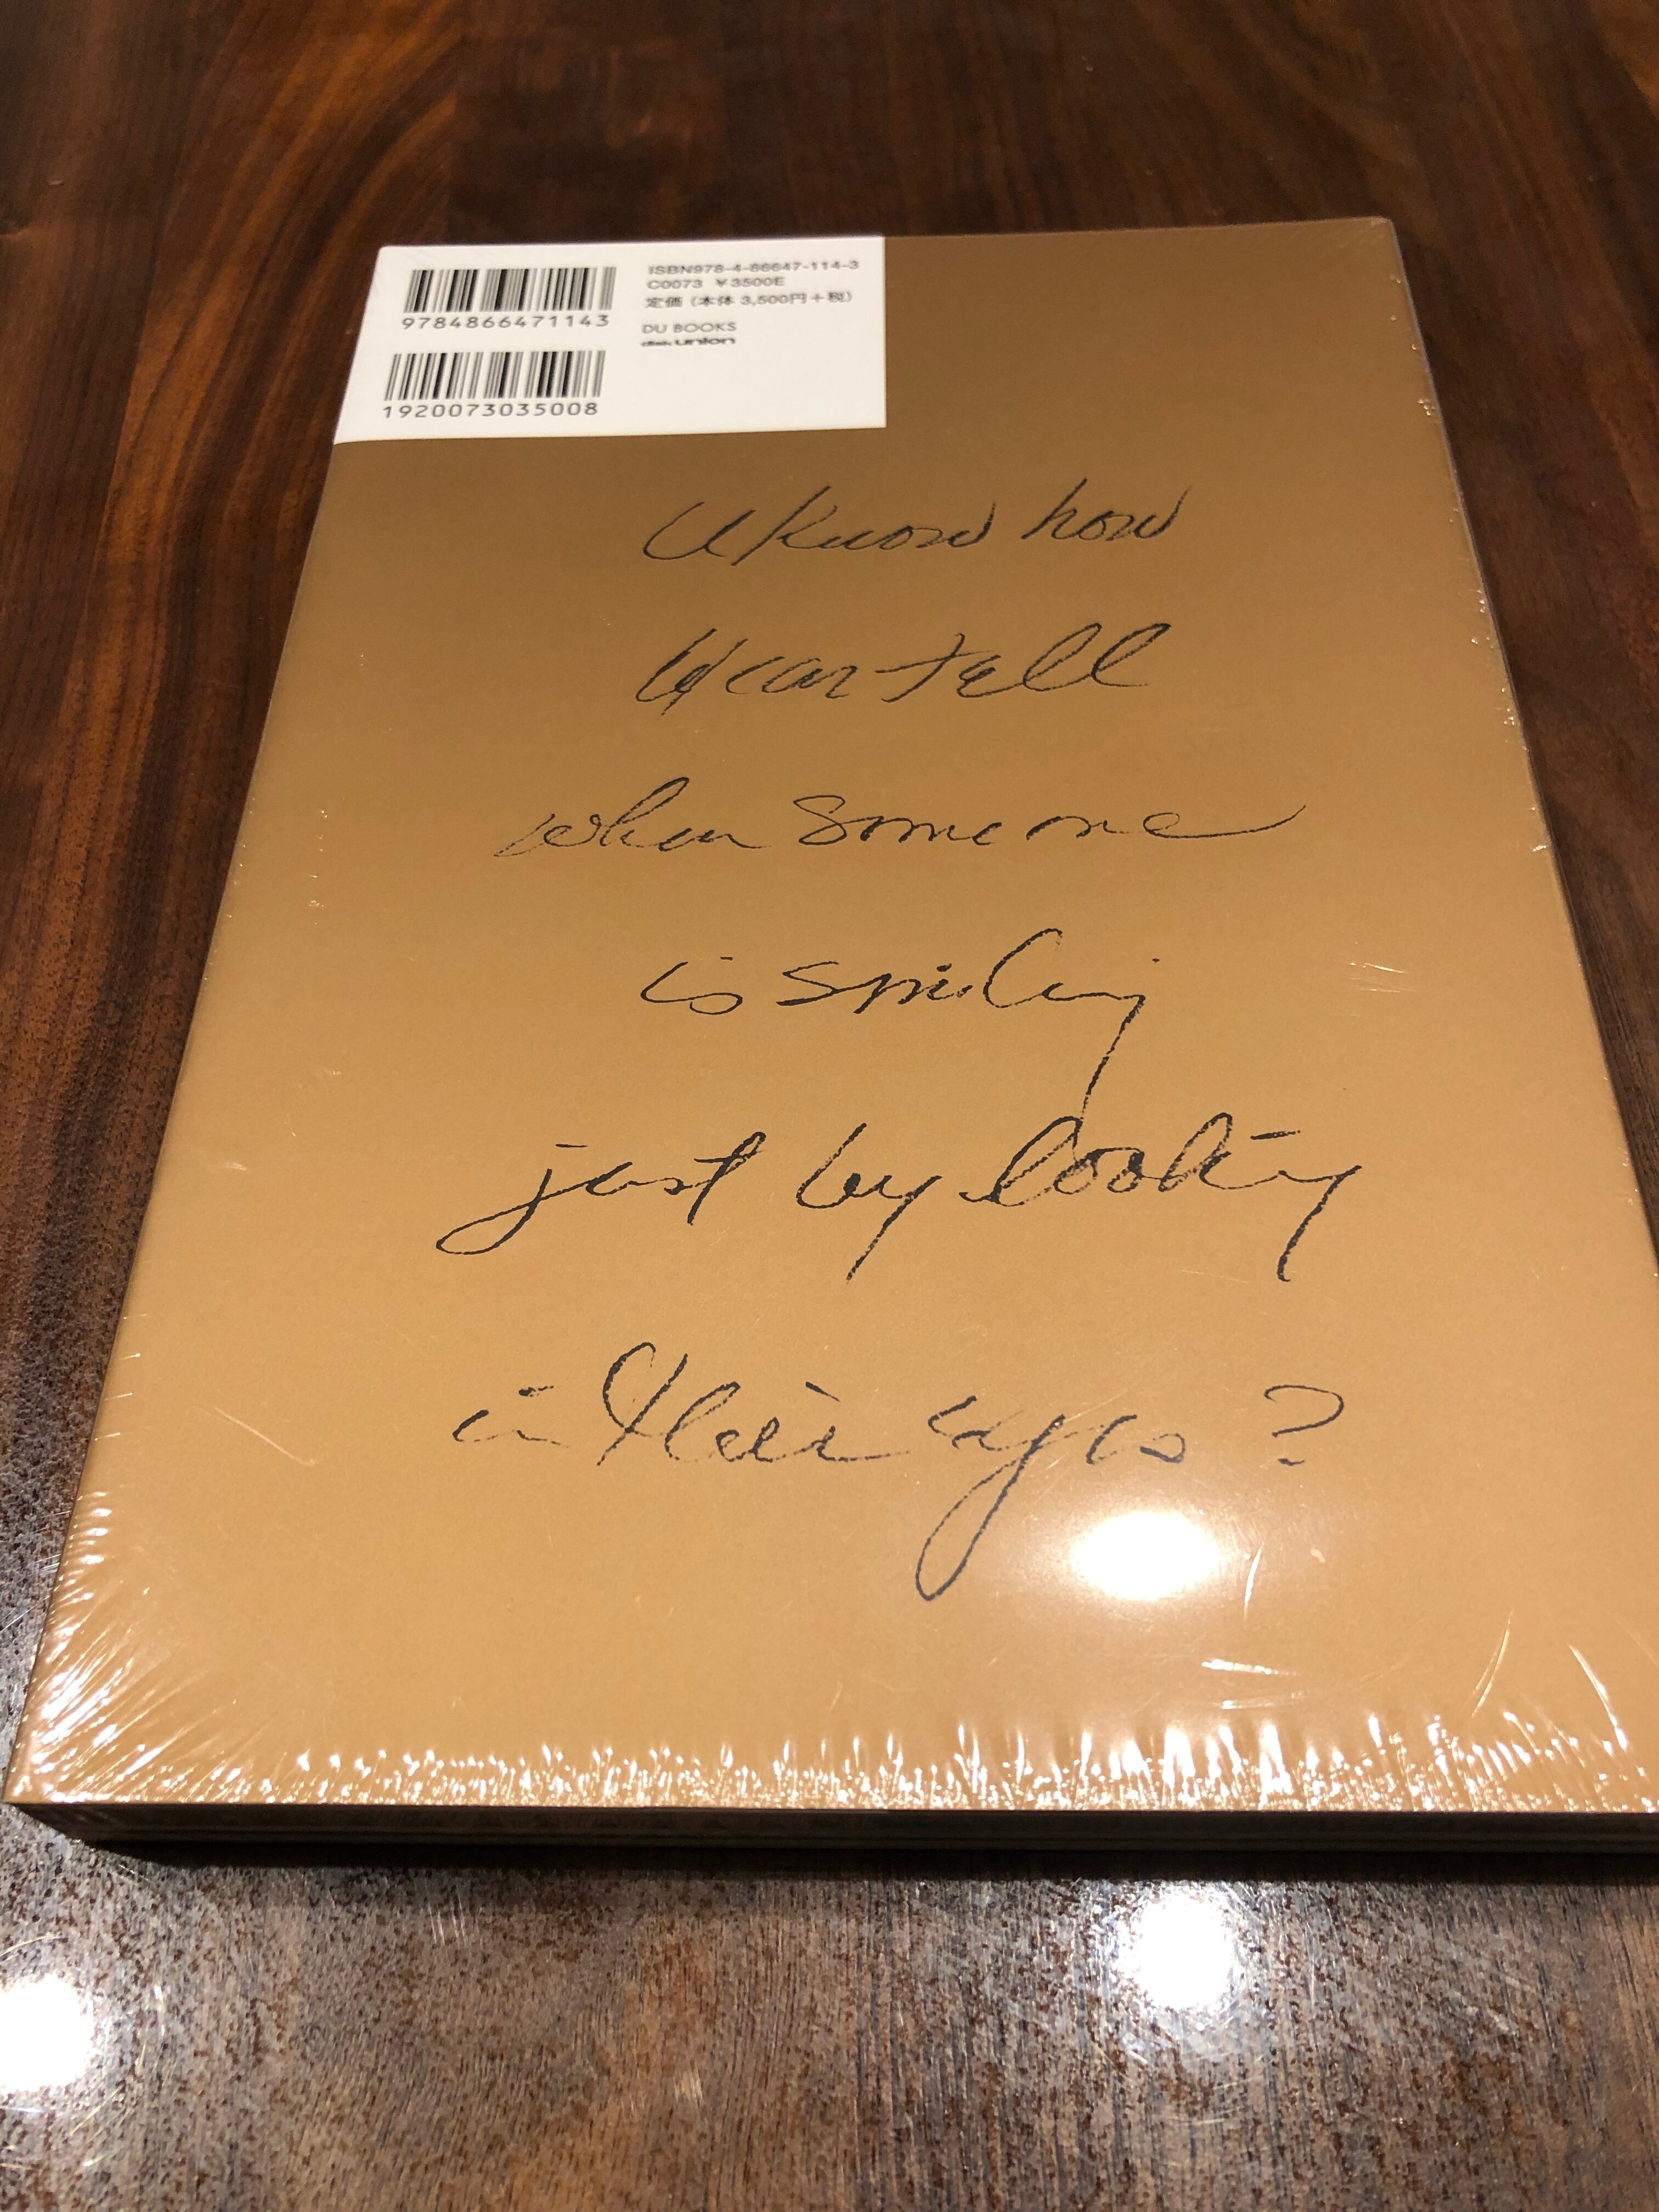 ISBN978-4-86647-114-3
C0073 ¥3500E
定価(本体 3,500円+税)
DU BOOKS
disk union
9784866471143
1920073035008
U Know how
U can tell
when someone
is smiling
just by looking
in their eyes?